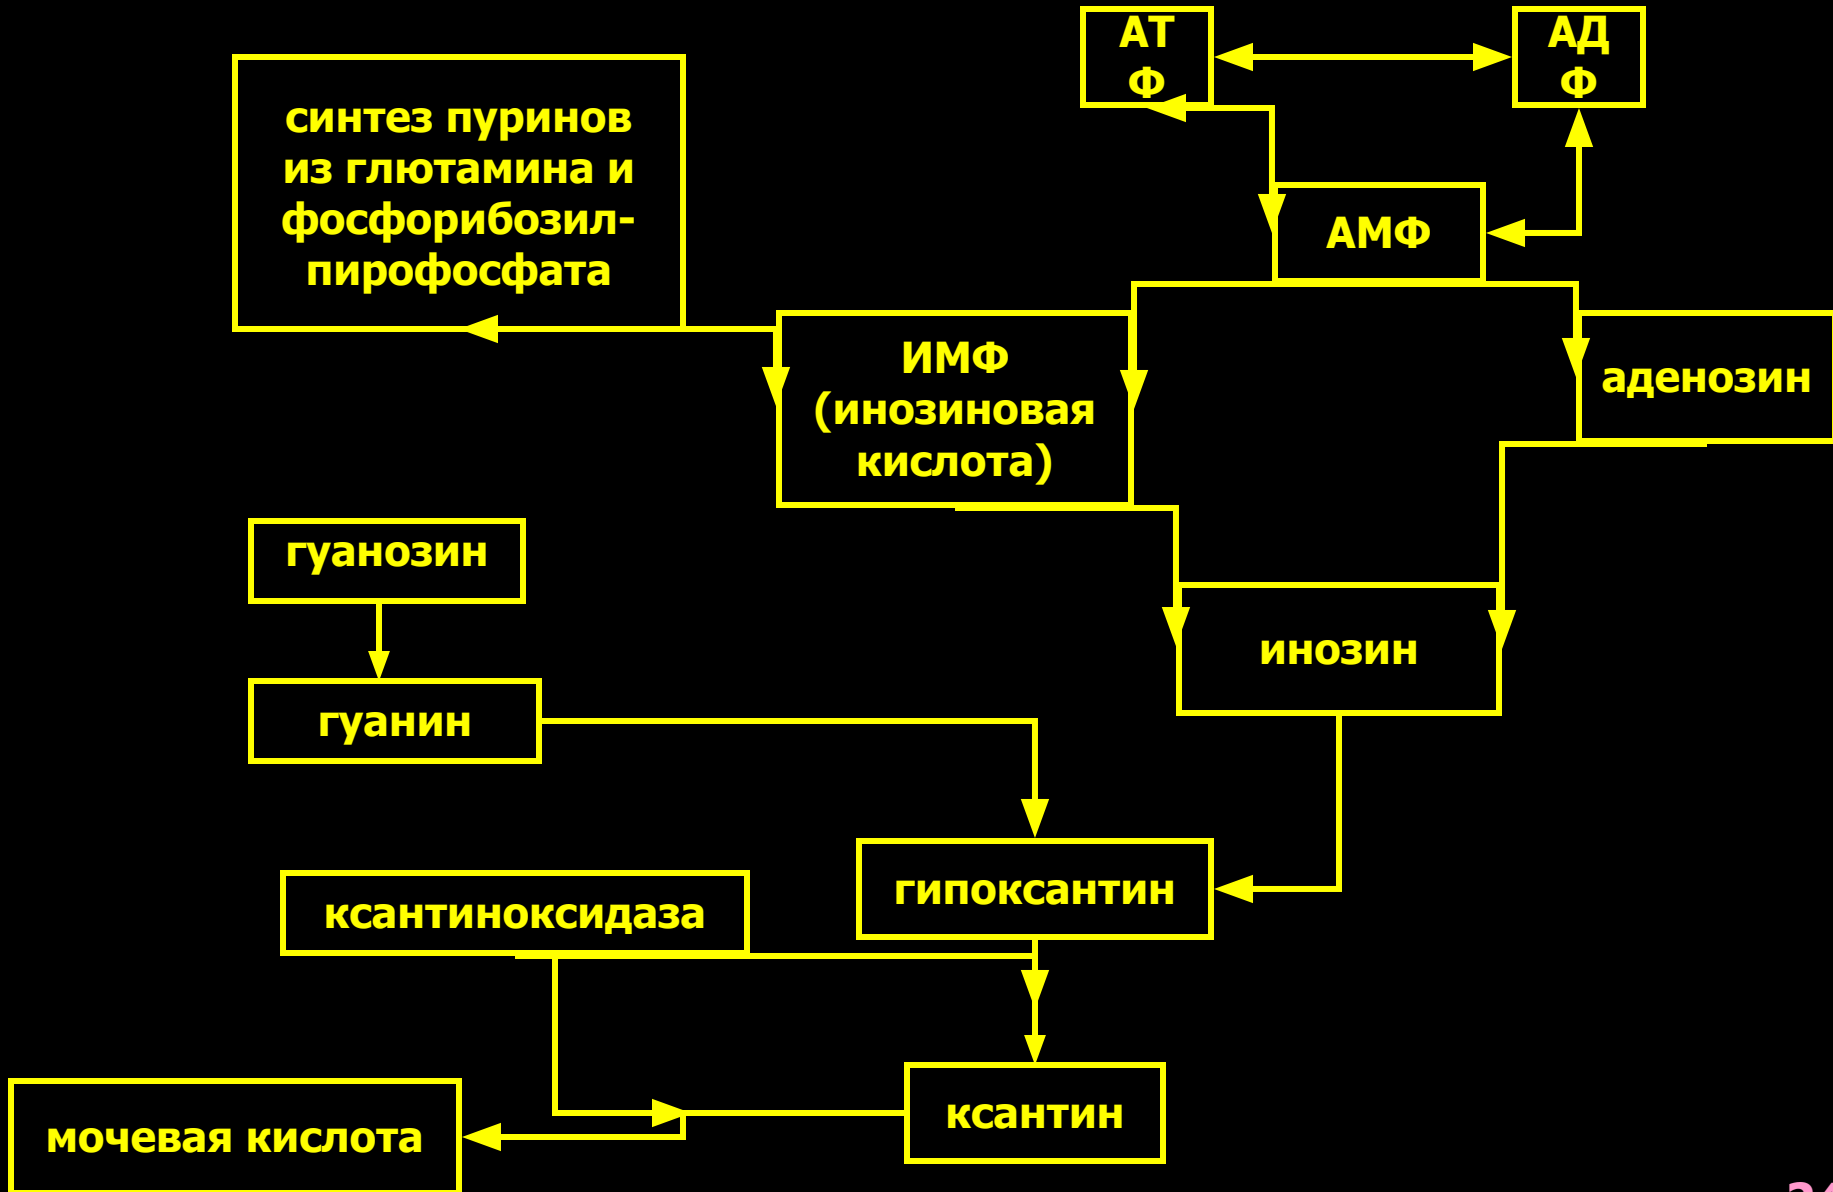 АТ
Ф
АД
Ф
синтез пуринов
из глютамина и
фосфорибозил-
пирофосфата
АМФ
ИМФ
(инозиновая
кислота)
аденозин
гуанозин
инозин
гуанин
гипоксантин
ксантиноксидаза
ксантин
мочевая кислота